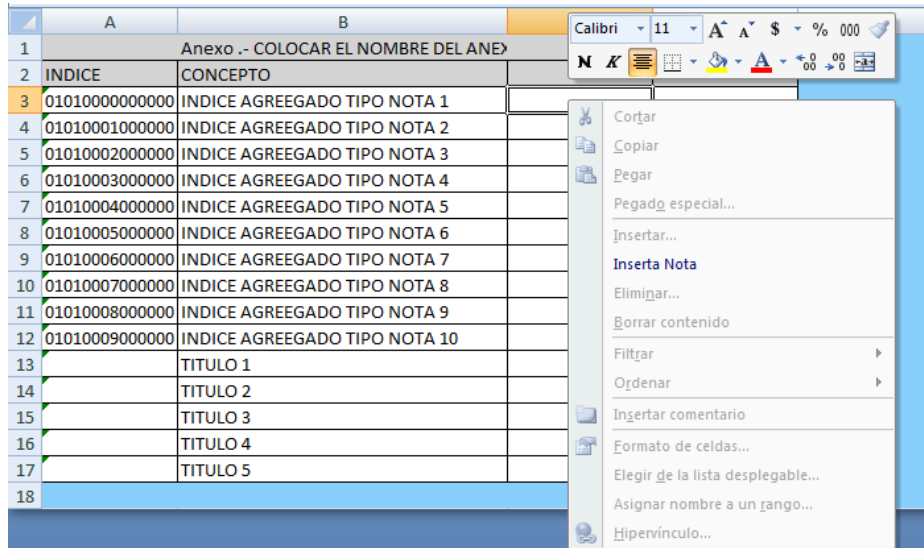 A B
Calibri 11 A A $ % 000
N K A
1 Anexo .- COLOCAR EL NOMBRE DEL ANEX
2 INDICE CONCEPTO
3 01010000000000 INDICE AGREEGADO TIPO NOTA 1
4 01010001000000 INDICE AGREEGADO TIPO NOTA 2
5 01010002000000 INDICE AGREEGADO TIPO NOTA 3
6 01010003000000 INDICE AGREEGADO TIPO NOTA 4
7 01010004000000 INDICE AGREEGADO TIPO NOTA 5
8 01010005000000 INDICE AGREEGADO TIPO NOTA 6
9 01010006000000 INDICE AGREEGADO TIPO NOTA 7
10 01010007000000 INDICE AGREEGADO TIPO NOTA 8
11 01010008000000 INDICE AGREEGADO TIPO NOTA 9
12 01010009000000 INDICE AGREEGADO TIPO NOTA 10
13 TITULO 1
14 TITULO 2
15 TITULO 3
16 TITULO 4
17 TITULO 5
18
Cortar
Copiar
Pegar
Pegado especial...
Insertar...
Inserta Nota
Eliminar...
Borrar contenido
Filtrar
Ordenar
Insertar comentario
Formato de celdas...
Elegir de la lista desplegable...
Asignar nombre a un rango...
Hipervínculo...